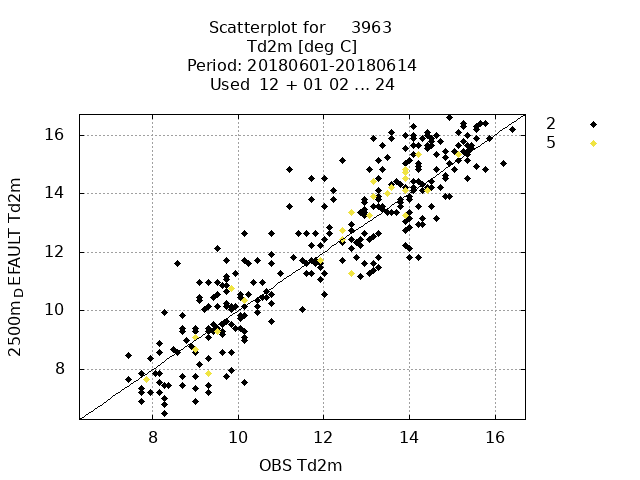 Scatterplot for 3963
Td2m [deg C]
Period: 20180601-20180614
Used 12 + 01 02 ... 24
2
5
16
14
12
10
8
2500m_DEFAULT Td2m
8 10 12 14 16
OBS Td2m